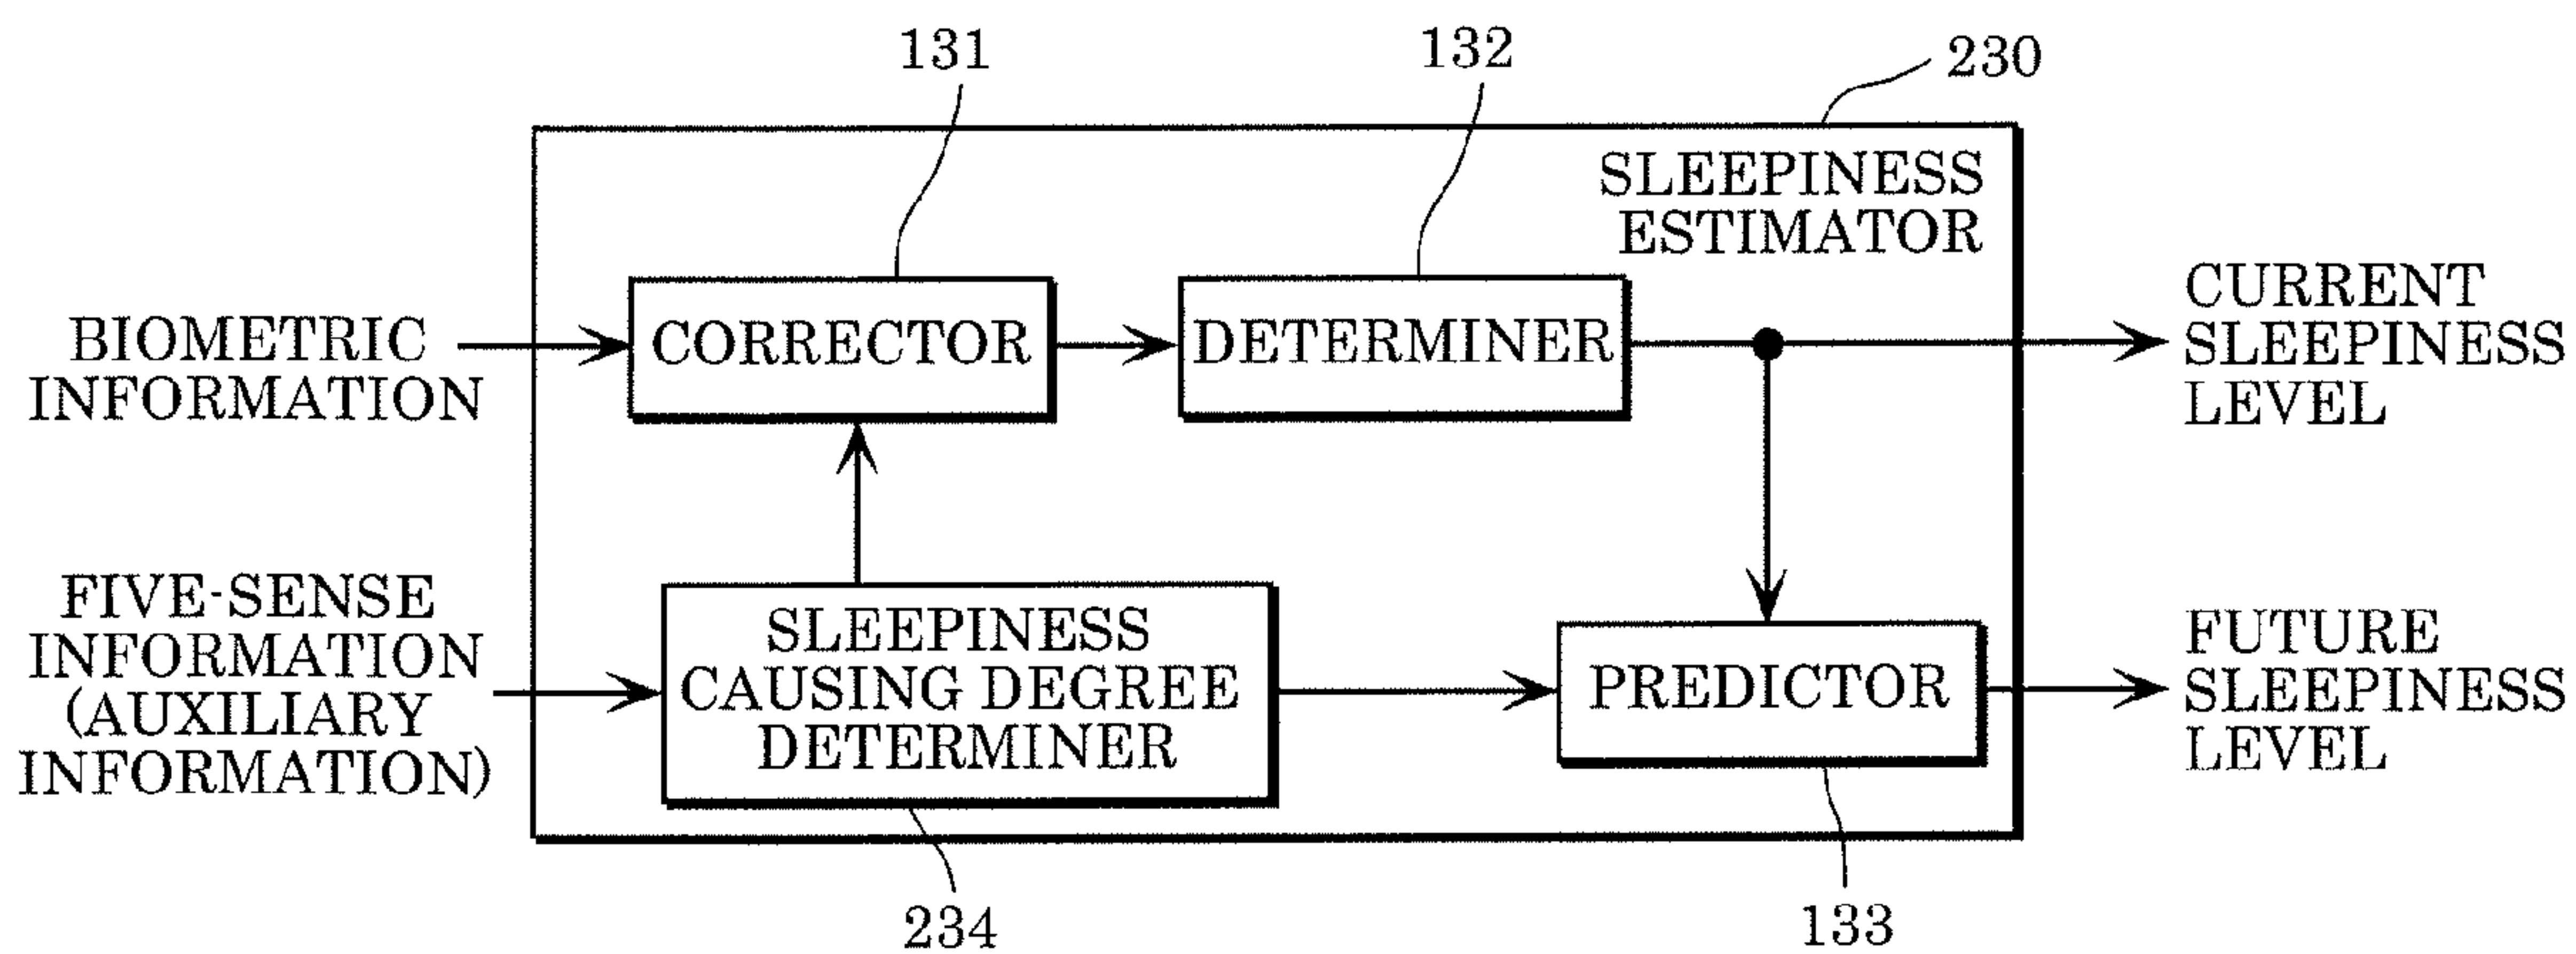 131
132
230
SLEEPINESS
ESTIMATOR
BIOMETRIC
INFORMATION
CORRECTOR
DETERMINER
CURRENT
SLEEPINESS
LEVEL
FIVE-SENSE
INFORMATION
(AUXILIARY
INFORMATION)
SLEEPINESS
CAUSING DEGREE
DETERMINER
PREDICTOR
FUTURE
SLEEPINESS
LEVEL
234
133